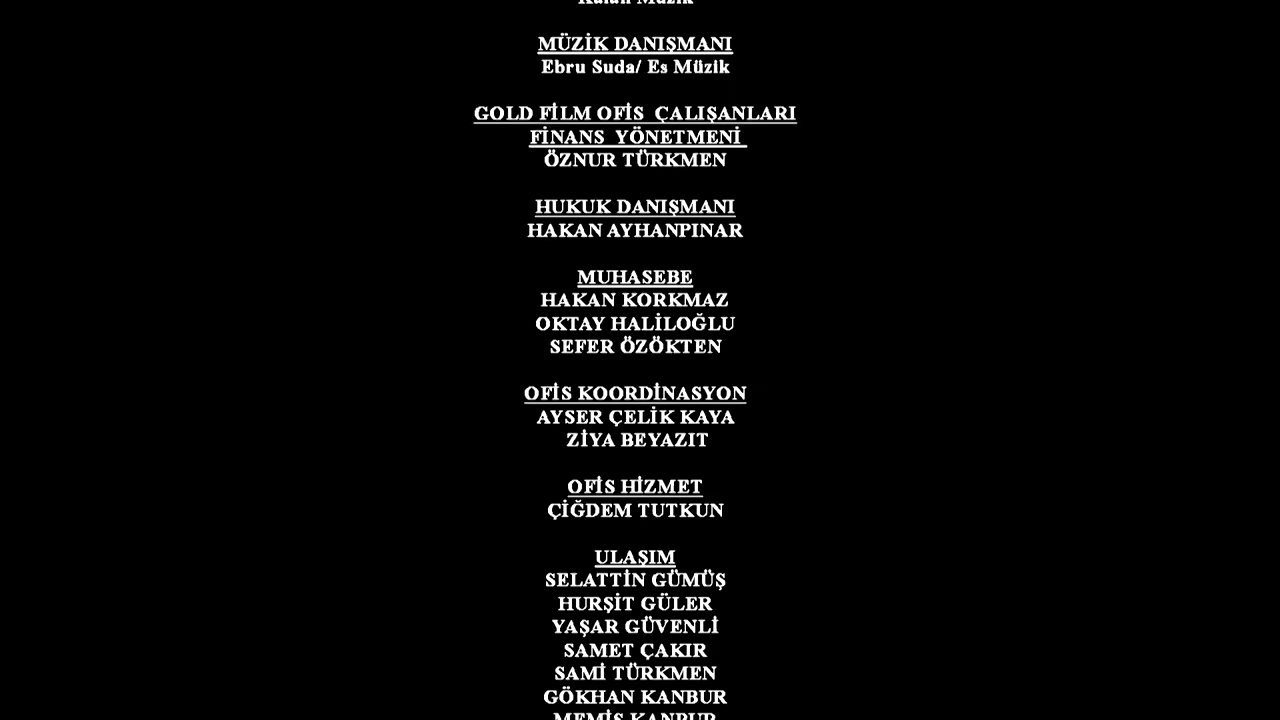 Kalan Müzik
MÜZİK DANIŞMANI
Ebru Suda/ Es Müzik
GOLD FİLM OFİS ÇALIŞANLARI
FİNANS YÖNETMENİ
ÖZNUR TÜRKMEN
HUKUK DANIŞMANI
HAKAN AYHANPINAR
MUHASEBE
HAKAN KORKMAZ
OKTAY HALİLOĞLU
SEFER ÖZÖKTEN
OFİS KOORDİNASYON
AYSER ÇELİK KAYA
ZİYA BEYAZIT
OFİS HİZMET
ÇİĞDEM TUTKUN
ULAŞIM
SELATTİN GÜMÜŞ
HURŞİT GÜLER
YAŞAR GÜVENLİ
SAMET ÇAKIR
SAMİ TÜRKMEN
GÖKHAN KANBUR